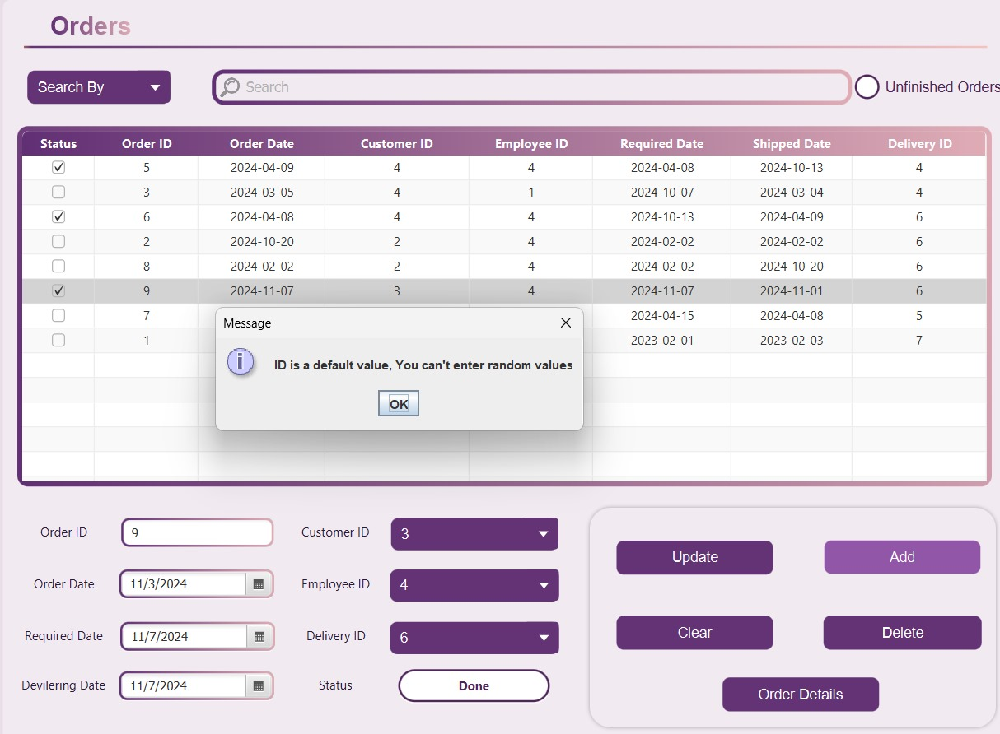 Orders
Search By Search Unfinished Orders
Status Order ID Order Date Customer ID Employee ID Required Date Shipped Date Delivery ID
5 2024-04-09 4 4 2024-04-08 2024-10-13 4
3 2024-03-05 4 1 2024-10-07 2024-03-04 4
6 2024-04-08 4 4 2024-10-13 2024-04-09 6
2 2024-10-20 2 4 2024-02-02 2024-02-02 6
8 2024-02-02 2 4 2024-02-02 2024-10-20 6
9 2024-11-07 3 4 2024-11-07 2024-11-01 6
7 2024-04-15 2024-04-08 5
1 2023-02-01 2023-02-03 7
Message
ID is a default value, You can't enter random values
OK
Order ID 9 Customer ID 3
Order Date 11/3/2024 Employee ID 4
Required Date 11/7/2024 Delivery ID 6
Devilering Date 11/7/2024 Status Done
Update Add
Clear Delete
Order Details